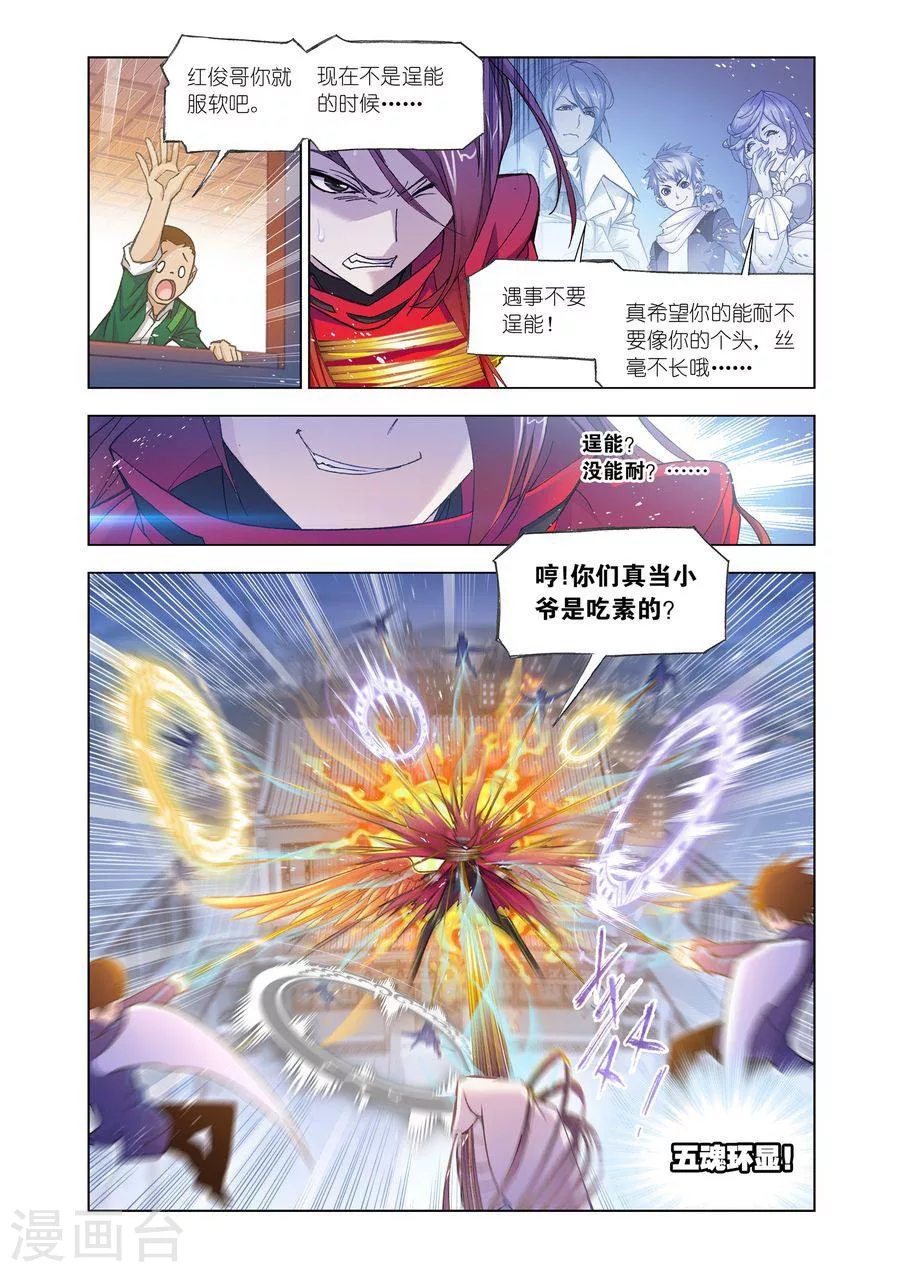 红俊哥你就
服软吧。
现在不是逞能
的时候······
遇事不要
逞能！
真希望你的能耐不
要像你的个头，丝
毫不长哦······
逞能？
没能耐？······
哼！你们真当小
爷是吃素的？
五魂环显！
漫画台